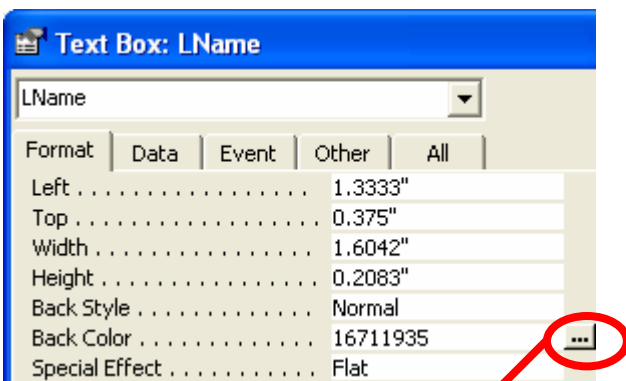 Text Box: LName
LName
Format Data Event Other All
Left . . . . . . . . . . . . . . . . . . 1.3333"
Top . . . . . . . . . . . . . . . . . . . 0.375"
Width . . . . . . . . . . . . . . . . . 1.6042"
Height . . . . . . . . . . . . . . . . . 0.2083"
Back Style . . . . . . . . . . . . . Normal
Back Color . . . . . . . . . . . . . 16711935 ...
Special Effect . . . . . . . . . . . Flat